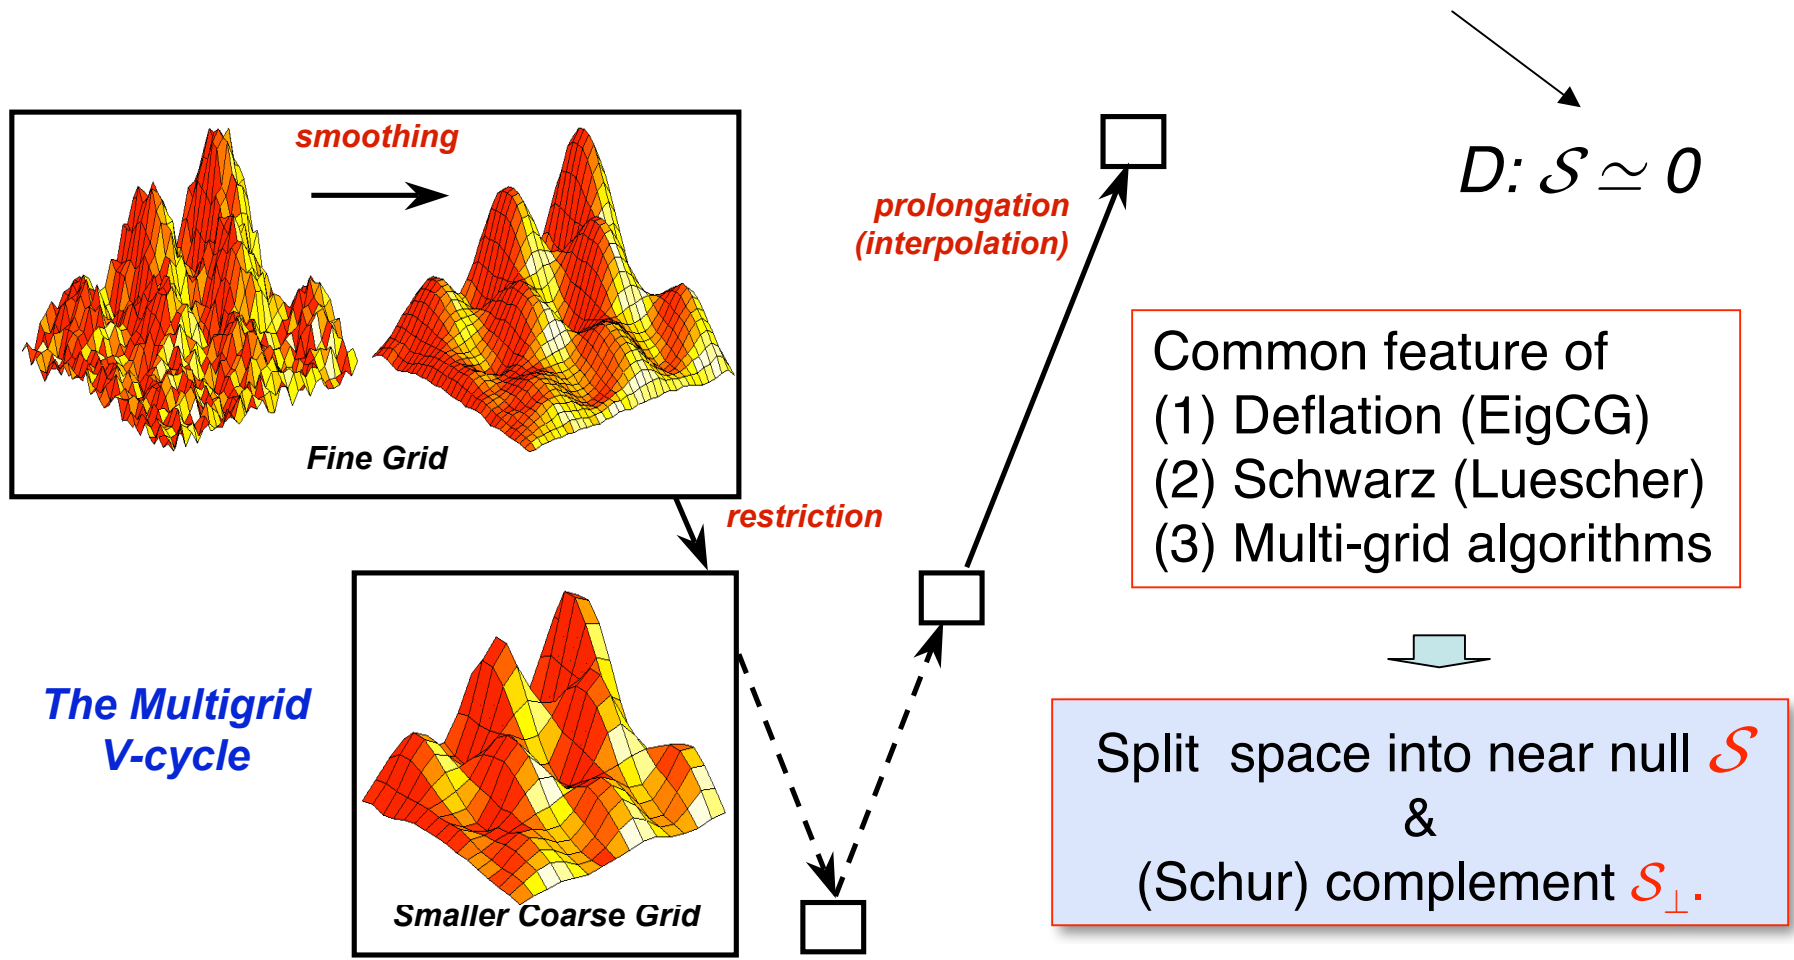 smoothing
Fine Grid
restriction
The Multigrid
V-cycle
Smaller Coarse Grid
prolongation
(interpolation)
D: 𝒮 ≃ 0
Common feature of
(1) Deflation (EigCG)
(2) Schwarz (Luescher)
(3) Multi-grid algorithms
Split space into near null 𝒮
&
(Schur) complement 𝒮⊥.